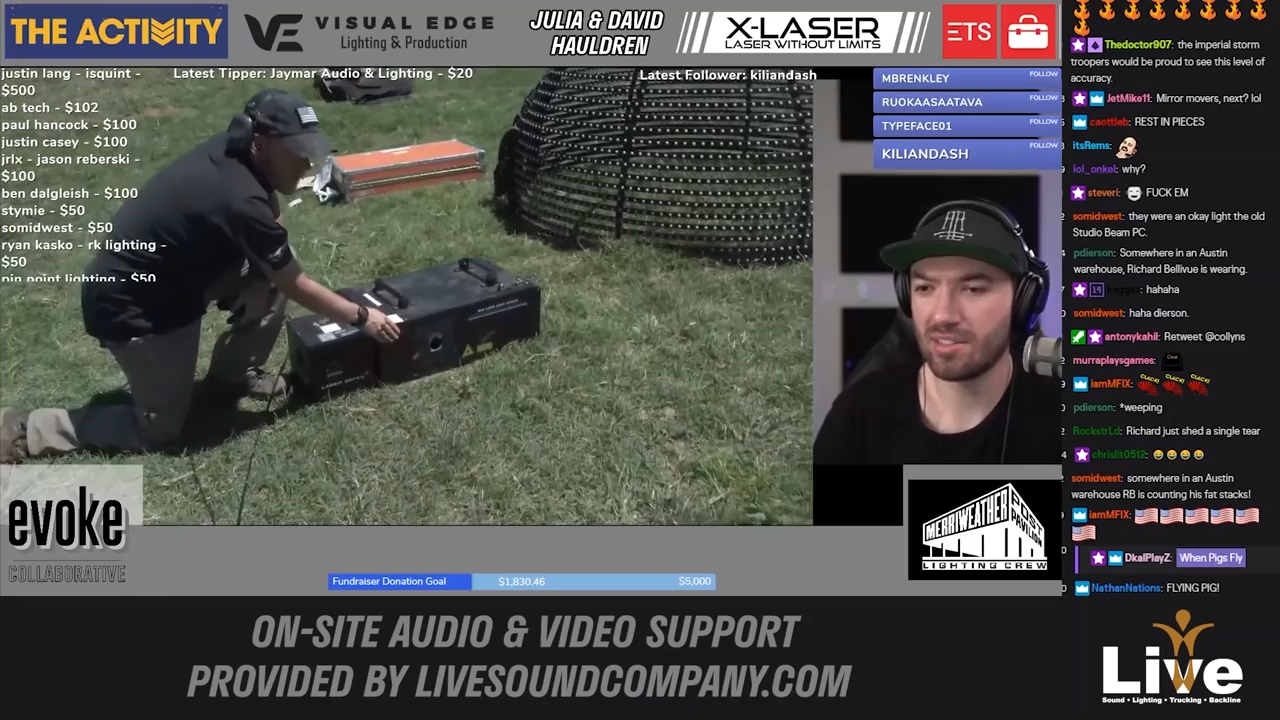 THE ACTIVITY
VISUAL EDGE
Lighting & Production
JULIA & DAVID
HAULDREN
X-LASER
LASER WITHOUT LIMITS
ETS
justin lang - isquint -
$500
ab tech - $102
paul hancock - $100
justin casey - $100
jrlx - jason reberski -
$100
ben dalgleish - $100
stymie - $50
somidwest - $50
ryan kasko - rk lighting -
$50
pin point lighting - $50
Latest Tipper: Jaymar Audio & Lighting - $20
Latest Follower: kiliandash
MBRENKLEY FOLLOW
RUOKAASAATAVA FOLLOW
TYPEFACE01 FOLLOW
KILIANDASH FOLLOW
Thedoctor907: the imperial storm
troopers would be proud to see this level of
accuracy.
JetMike11: Mirror movers, next? lol
caottleb: REST IN PIECES
itsRems:
lol_onkel: why?
steveri: FUCK EM
somidwest: they were an okay light the old
Studio Beam PC.
pdierson: Somewhere in an Austin
warehouse, Richard Bellivue is wearing.
hahaha
somidwest: haha dierson.
antonykahil: Retweet @collyns
murraplaysgames:
iamMFIX: CLACK! CLACK! CLACK!
pdierson: *weeping
RockstrLd: Richard just shed a single tear
chrislit0512:
somidwest: somewhere in an Austin
warehouse RB is counting his fat stacks!
iamMFIX:
DkalPlayZ: When Pigs Fly
NathanNations: FLYING PIG!
evoke
COLLABORATIVE
MERRIWEATHER POST
PAVILION
LIGHTING CREW
Fundraiser Donation Goal $1,830.46 $5,000
ON-SITE AUDIO & VIDEO SUPPORT
PROVIDED BY LIVESOUNDCOMPANY.COM
Live
Sound • Lighting • Trucking • Backline